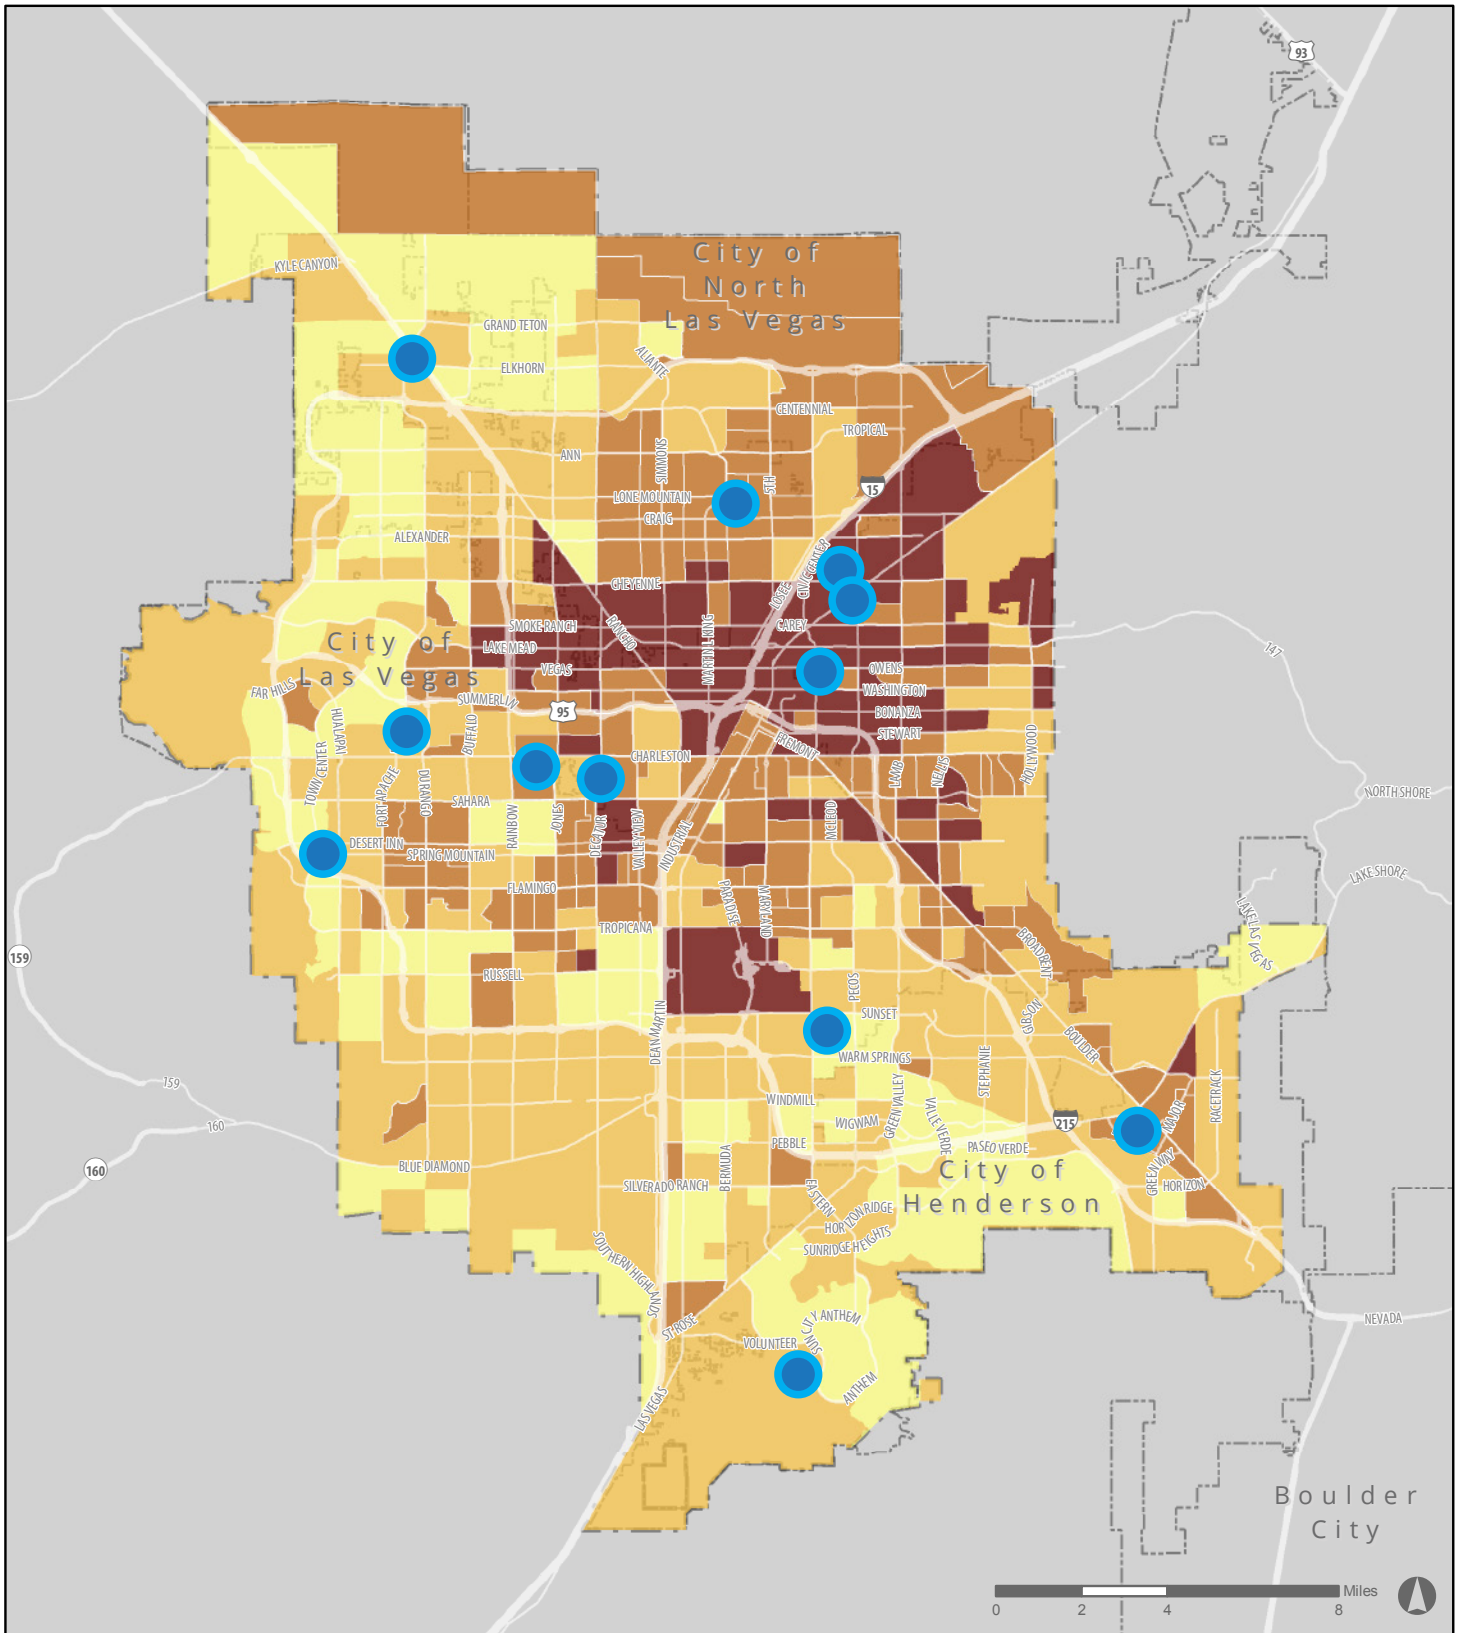 93
City of
North
Las Vegas
KYLE CANYON
GRAND TETON
ALIANTE
ELKHORN
CENTENNIAL
TROPICAL
ANN
SIMMONS
5TH
15
LONE MOUNTAIN
CRAIG
ALEXANDER
CIVIC CENTER
LOSEE
CHEYENNE
SMOKE RANCH
RANCHO
CAREY
City of
Las Vegas
LAKE MEAD
MARTIN L KING
VEGAS
OWENS
147
FAR HILLS
SUMMERLIN
WASHINGTON
95
BONANZA
HUALAPAI
BUFFALO
STEWART
FREMONT
CHARLESTON
HOLLYWOOD
TOWN CENTER
FORT APACHE
DURANGO
LAMB
NELLIS
SAHARA
NORTH SHORE
RAINBOW
JONES
DECATUR
VALLEY VIEW
INDUSTRIAL
MCLEOD
DESERT INN
SPRING MOUNTAIN
LAKE SHORE
FLAMINGO
PARADISE
MARYLAND
TROPICANA
LAKE LAS VEGAS
BROADBENT
159
RUSSELL
PECOS
SUNSET
GIBSON
DEAN MARTIN
BOULDER
WARM SPRINGS
STEPHANIE
159
WINDMILL
GREEN VALLEY
VALLE VERDE
RACETRACK
MAJOR
160
WIGWAM
215
PEBBLE
PASEO VERDE
160
BLUE DIAMOND
BERMUDA
City of
Henderson
GREENWAY
HORIZON
SILVERADO RANCH
EASTERN
HORIZON RIDGE
SUNRIDGE HEIGHTS
SOUTHERN HIGHLANDS
ST ROSE
SUN CITY ANTHEM
NEVADA
VOLUNTEER
ANTHEM
LAS VEGAS
Boulder
City
Miles
0 2 4 8